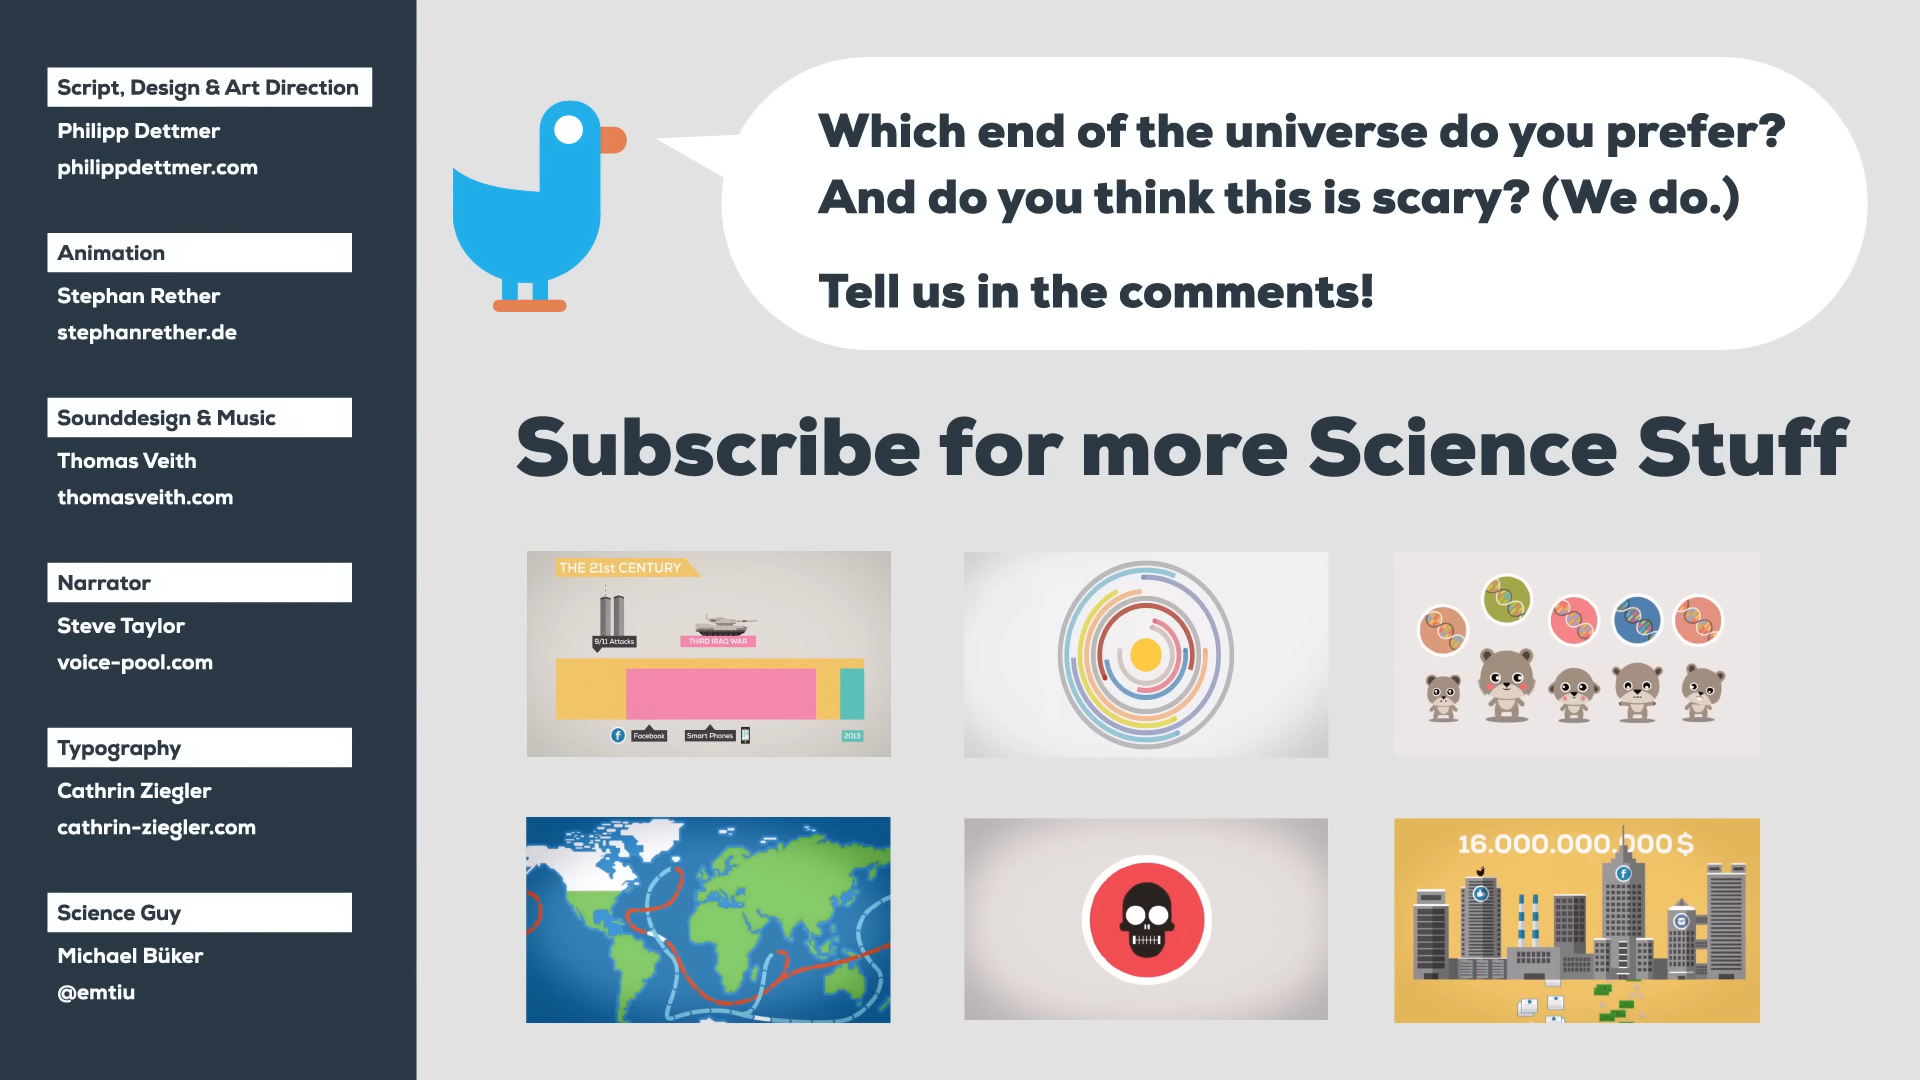 Script, Design & Art Direction
Philipp Dettmer
philippdettmer.com
Animation
Stephan Rether
stephanrether.de
Sounddesign & Music
Thomas Veith
thomasveith.com
Narrator
Steve Taylor
voice-pool.com
Typography
Cathrin Ziegler
cathrin-ziegler.com
Science Guy
Michael Büker
@emtiu
Which end of the universe do you prefer?
And do you think this is scary? (We do.)
Tell us in the comments!
Subscribe for more Science Stuff
THE 21st CENTURY
9/11 Attacks
THIRD IRAQ WAR
f
Facebook
Smart Phones
2013
16.000.000.000 $
f